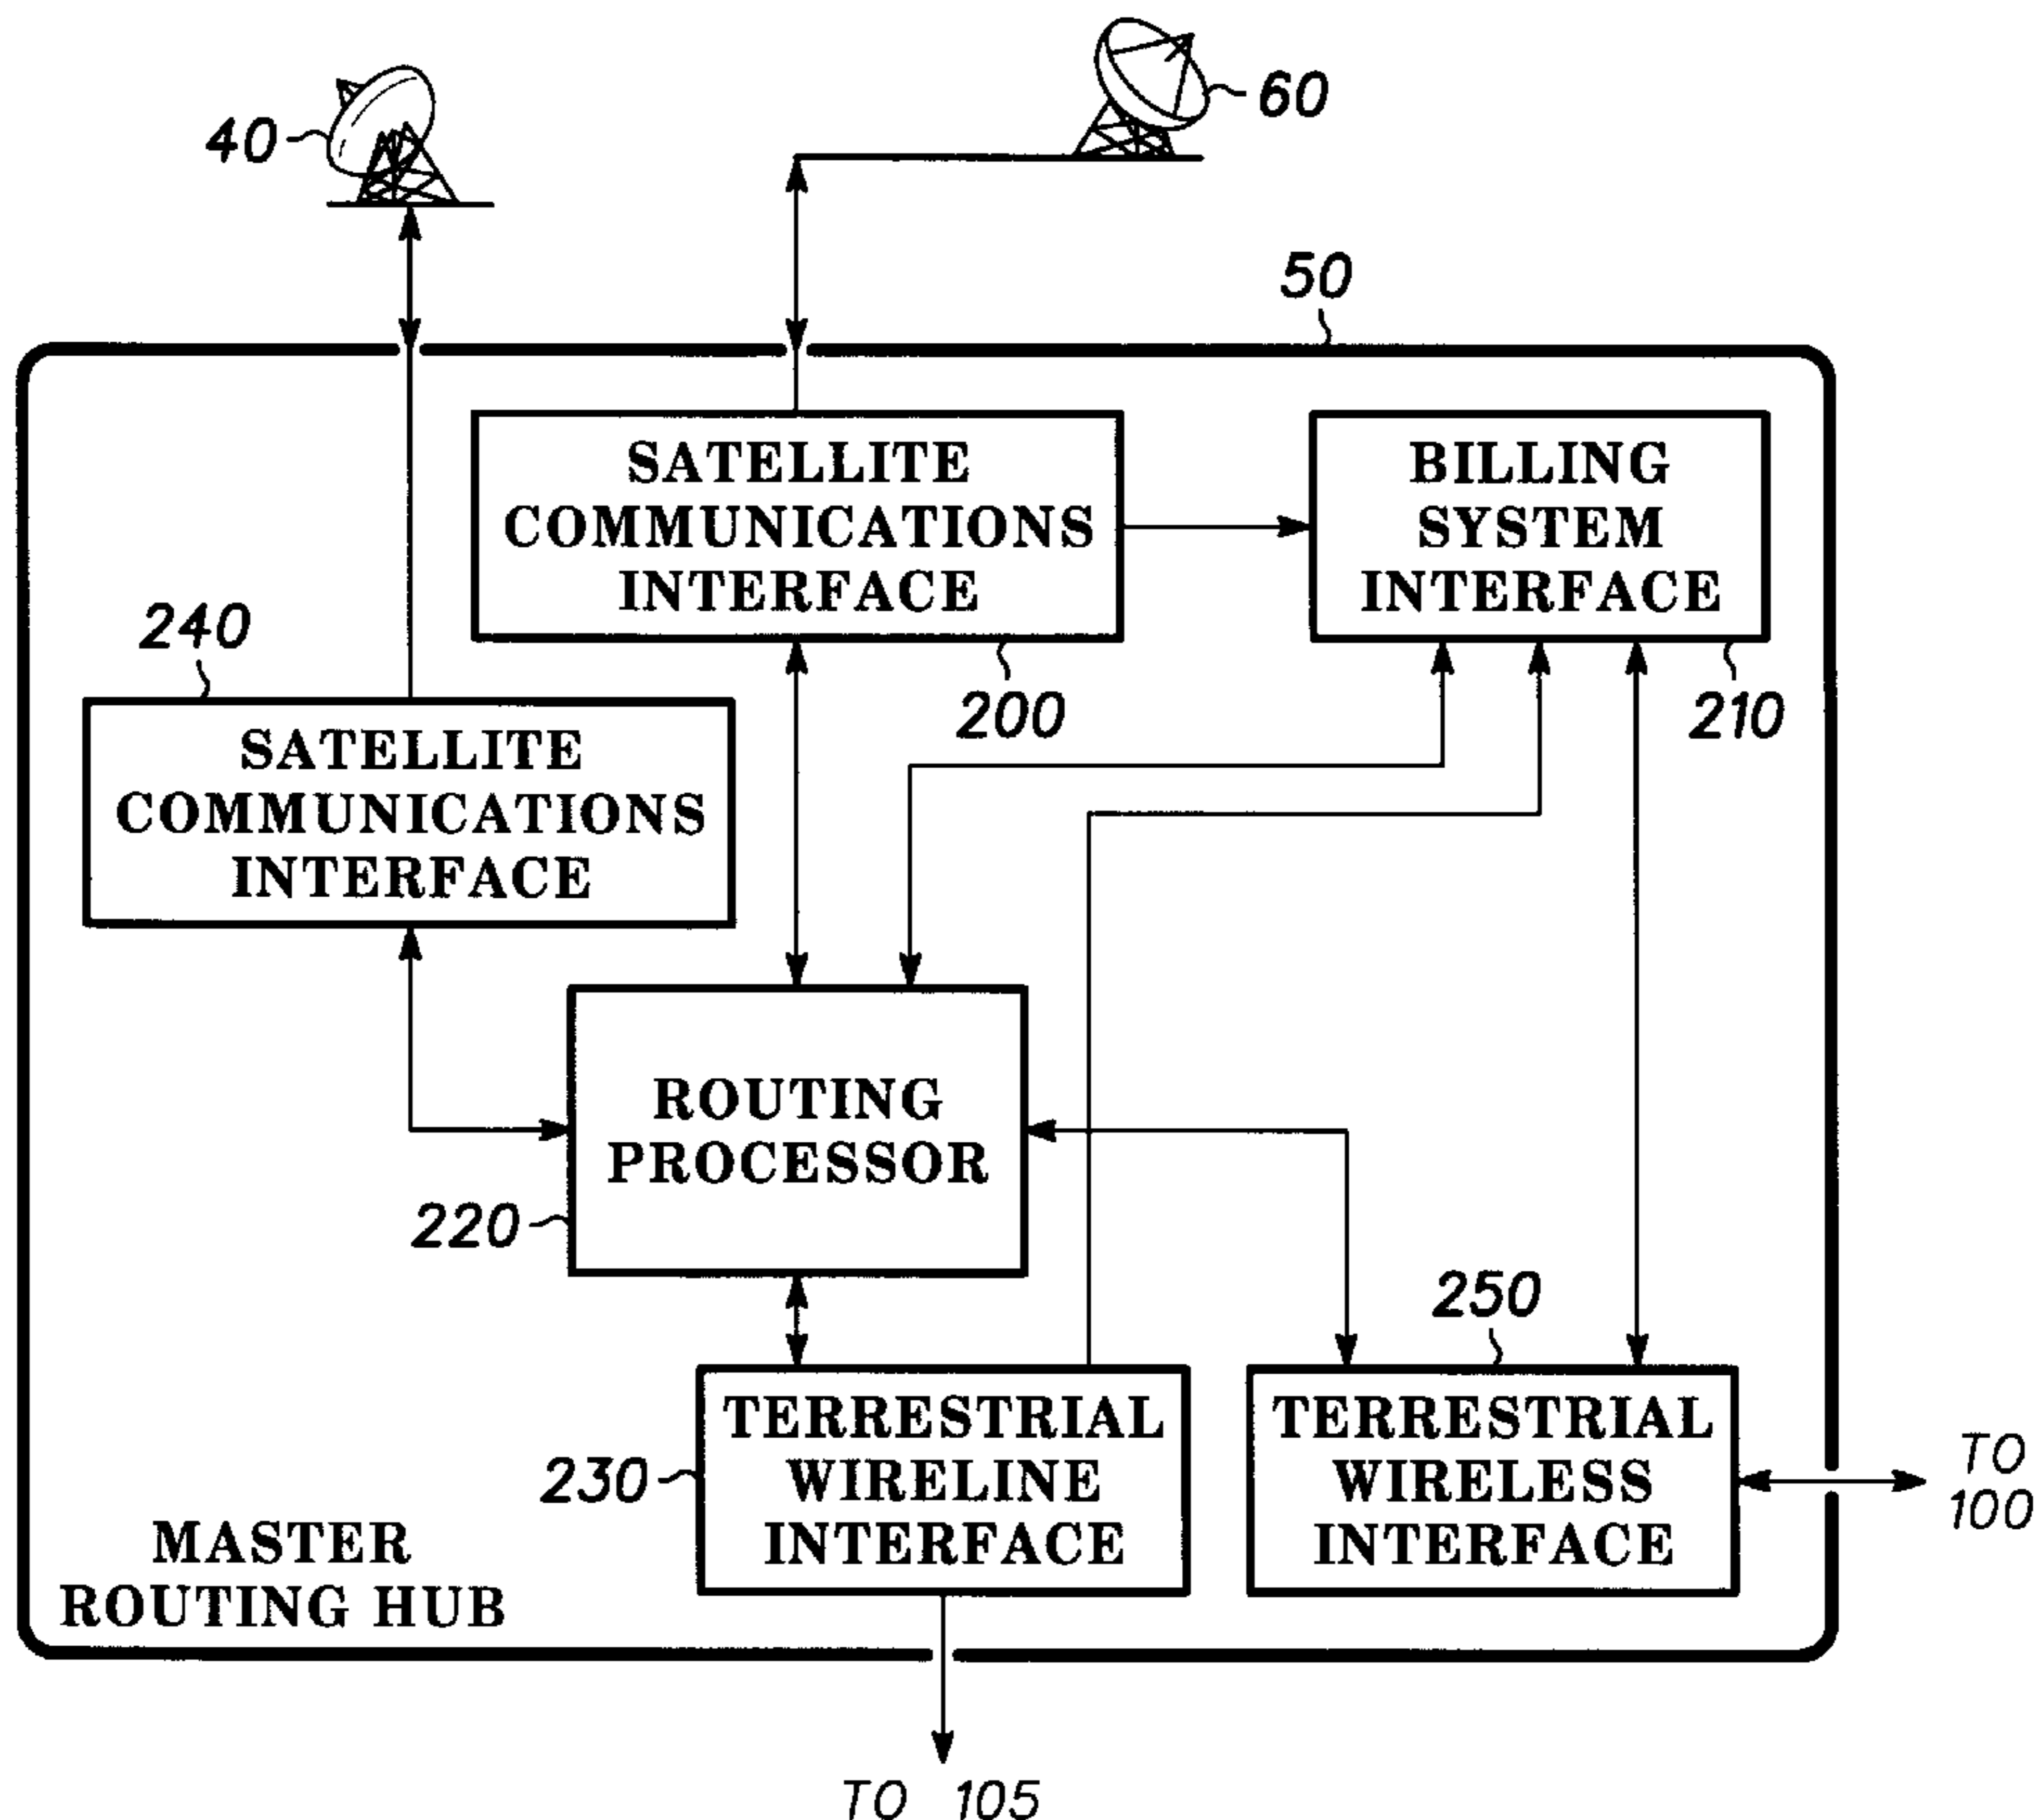 60
40
50
SATELLITE
COMMUNICATIONS
INTERFACE
BILLING
SYSTEM
INTERFACE
240
200
210
SATELLITE
COMMUNICATIONS
INTERFACE
ROUTING
PROCESSOR
220
250
TERRESTRIAL
WIRELINE
INTERFACE
230
TERRESTRIAL
WIRELESS
INTERFACE
TO
100
MASTER
ROUTING HUB
TO 105